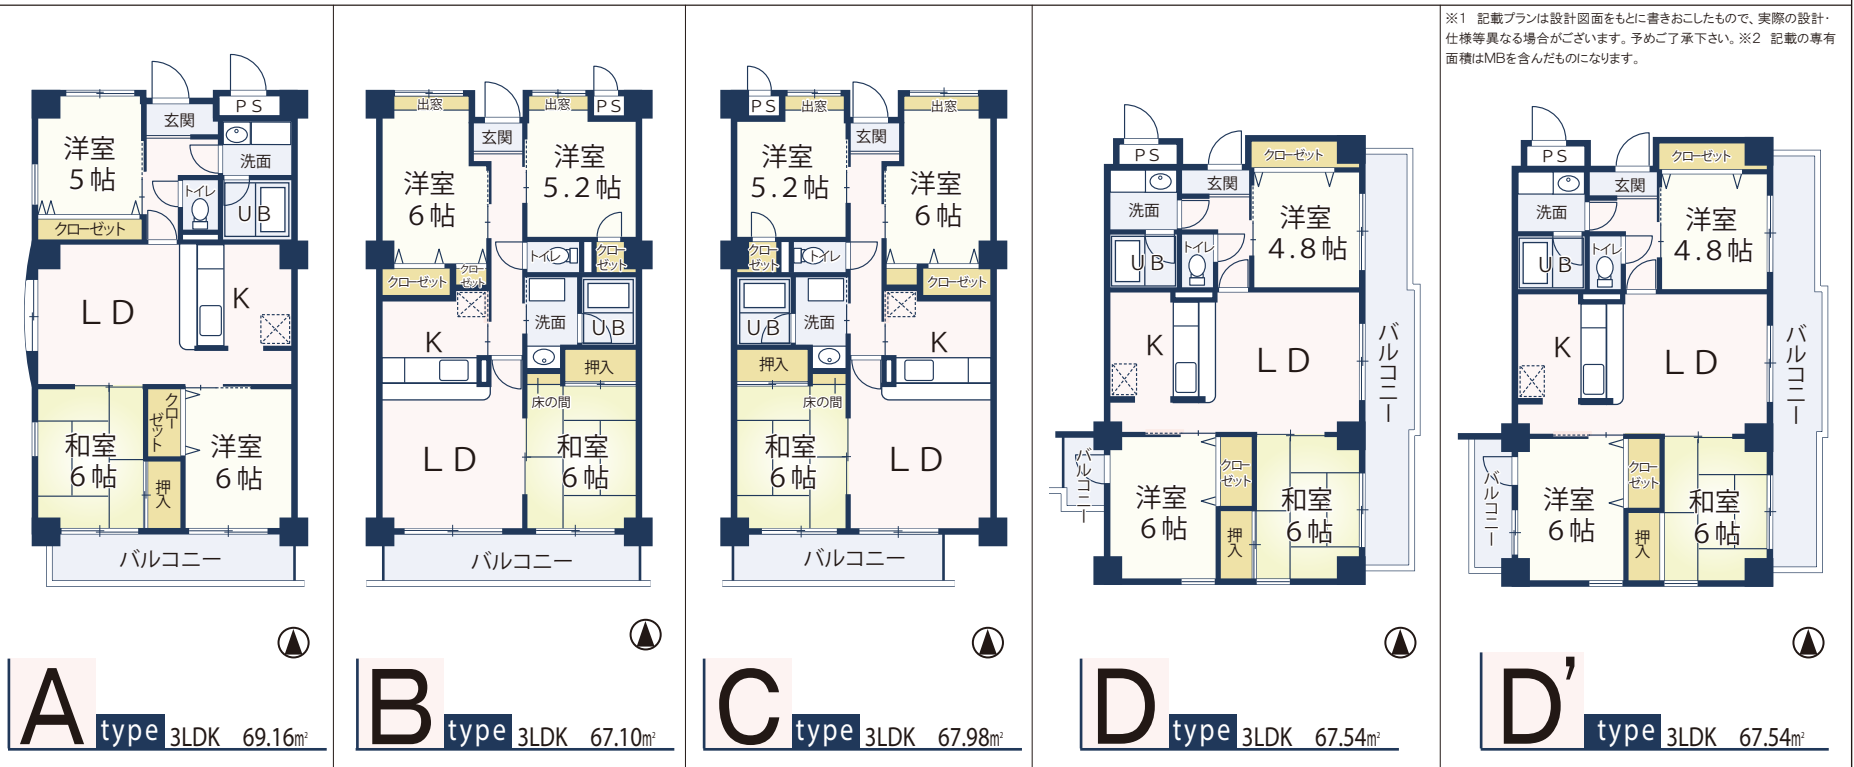 ※1 記載プランは設計図面をもとに書きおこしたもので、実際の設計・
仕様等異なる場合がございます。予めご了承下さい。※2 記載の専有
面積はMBを含んだものになります。
PS
玄関
洋室
5帖
洗面
トイレ
UB
クローゼット
LD
K
和室
6帖
クロー
ゼット
押入
洋室
6帖
バルコニー
A type 3LDK 69.16㎡
出窓
出窓
PS
玄関
洋室
6帖
洋室
5.2帖
トイレ
クロー
ゼット
クローゼット
クロー
ゼット
洗面
UB
K
押入
床の間
LD
和室
6帖
バルコニー
B type 3LDK 67.10㎡
PS
出窓
出窓
玄関
洋室
5.2帖
洋室
6帖
クロー
ゼット
トイレ
クローゼット
UB
洗面
K
押入
床の間
和室
6帖
LD
バルコニー
C type 3LDK 67.98㎡
PS
クローゼット
玄関
洗面
洋室
4.8帖
トイレ
UB
K
LD
バルコニー
バルコニー
クロー
ゼット
洋室
6帖
和室
6帖
押入
D type 3LDK 67.54㎡
PS
クローゼット
玄関
洗面
洋室
4.8帖
トイレ
UB
K
LD
バルコニー
バルコニー
クロー
ゼット
洋室
6帖
和室
6帖
押入
D’ type 3LDK 67.54㎡